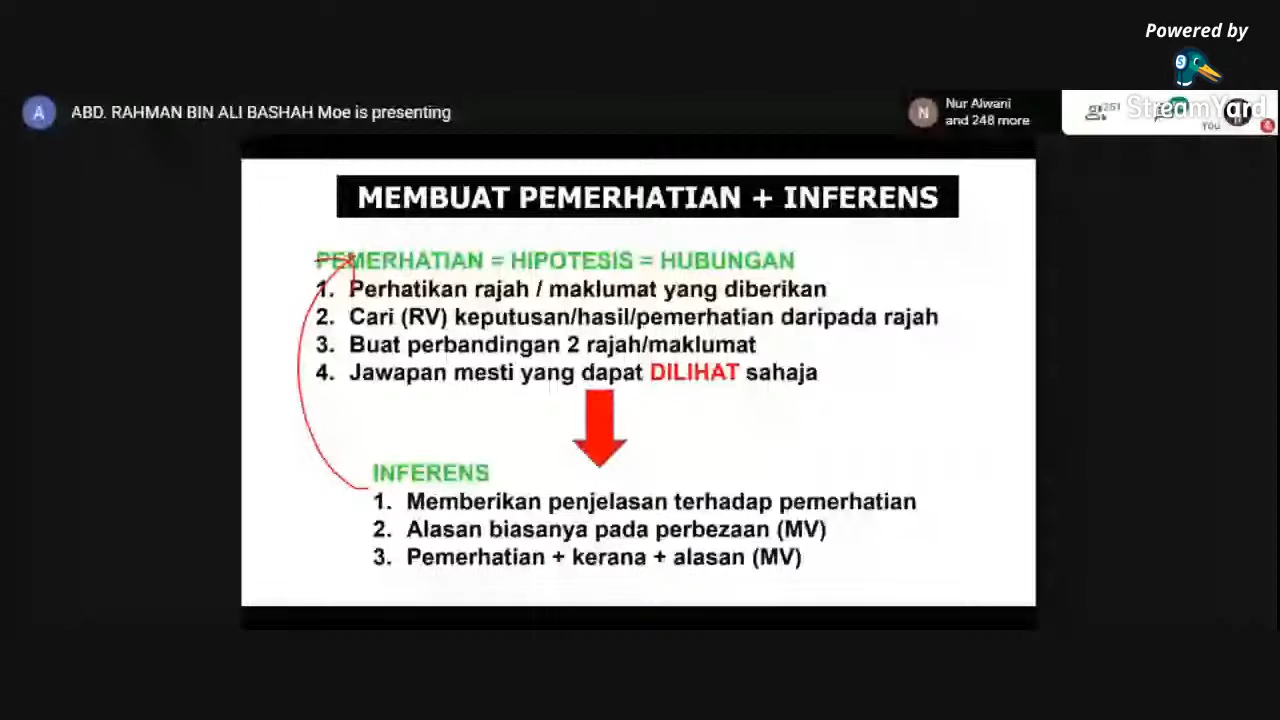 Powered by
StreamYard
A ABD. RAHMAN BIN ALI BASHAH Moe is presenting
N Nur Alwani
and 248 more
251
You
MEMBUAT PEMERHATIAN + INFERENS
PEMERHATIAN = HIPOTESIS = HUBUNGAN
1. Perhatikan rajah / maklumat yang diberikan
2. Cari (RV) keputusan/hasil/pemerhatian daripada rajah
3. Buat perbandingan 2 rajah/maklumat
4. Jawapan mesti yang dapat DILIHAT sahaja
INFERENS
1. Memberikan penjelasan terhadap pemerhatian
2. Alasan biasanya pada perbezaan (MV)
3. Pemerhatian + kerana + alasan (MV)